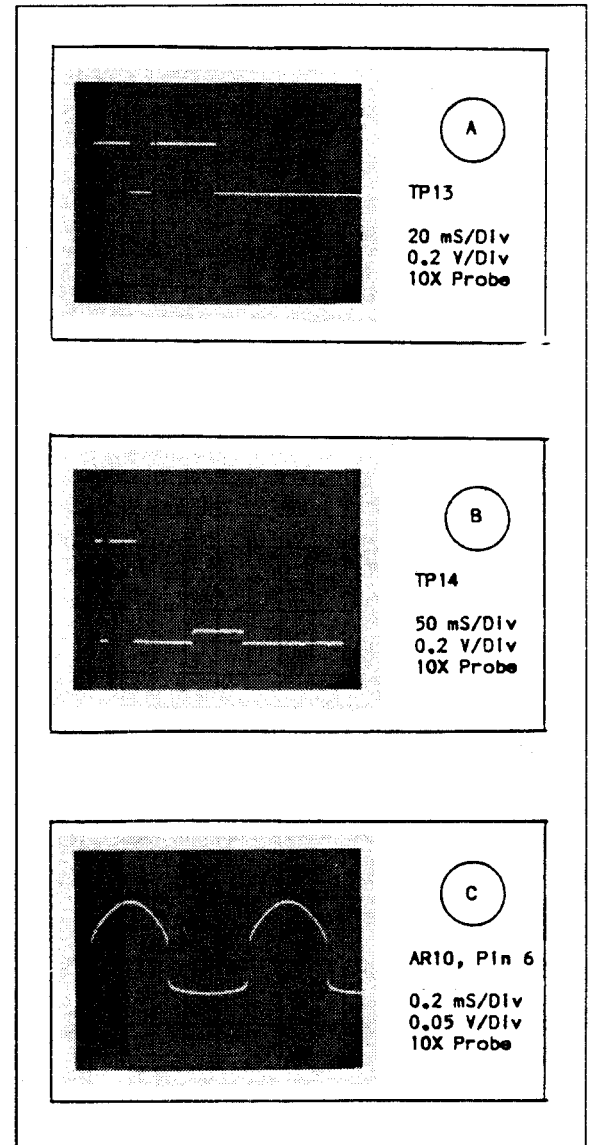 A
TP13
20 mS/Div
0.2 V/Div
10X Probe
B
TP14
50 mS/Div
0.2 V/Div
10X Probe
C
AR10, Pin 6
0.2 mS/Div
0.05 V/Div
10X Probe